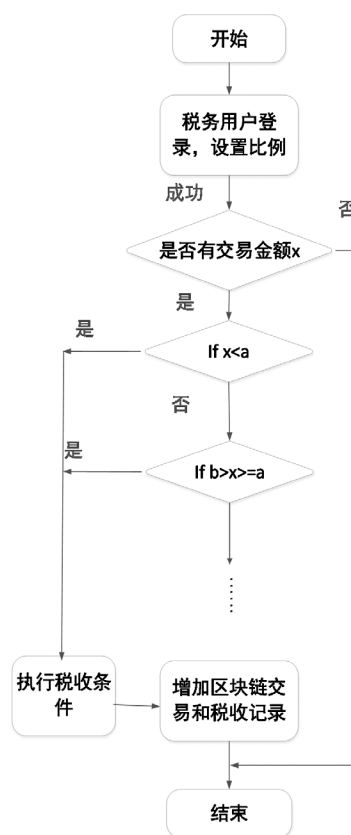 开始
税务用户登
录，设置比例
成功
否
是否有交易金额x
是
是
If x<a
否
是
If b>x>=a
......
执行税收条
件
增加区块链交
易和税收记录
结束